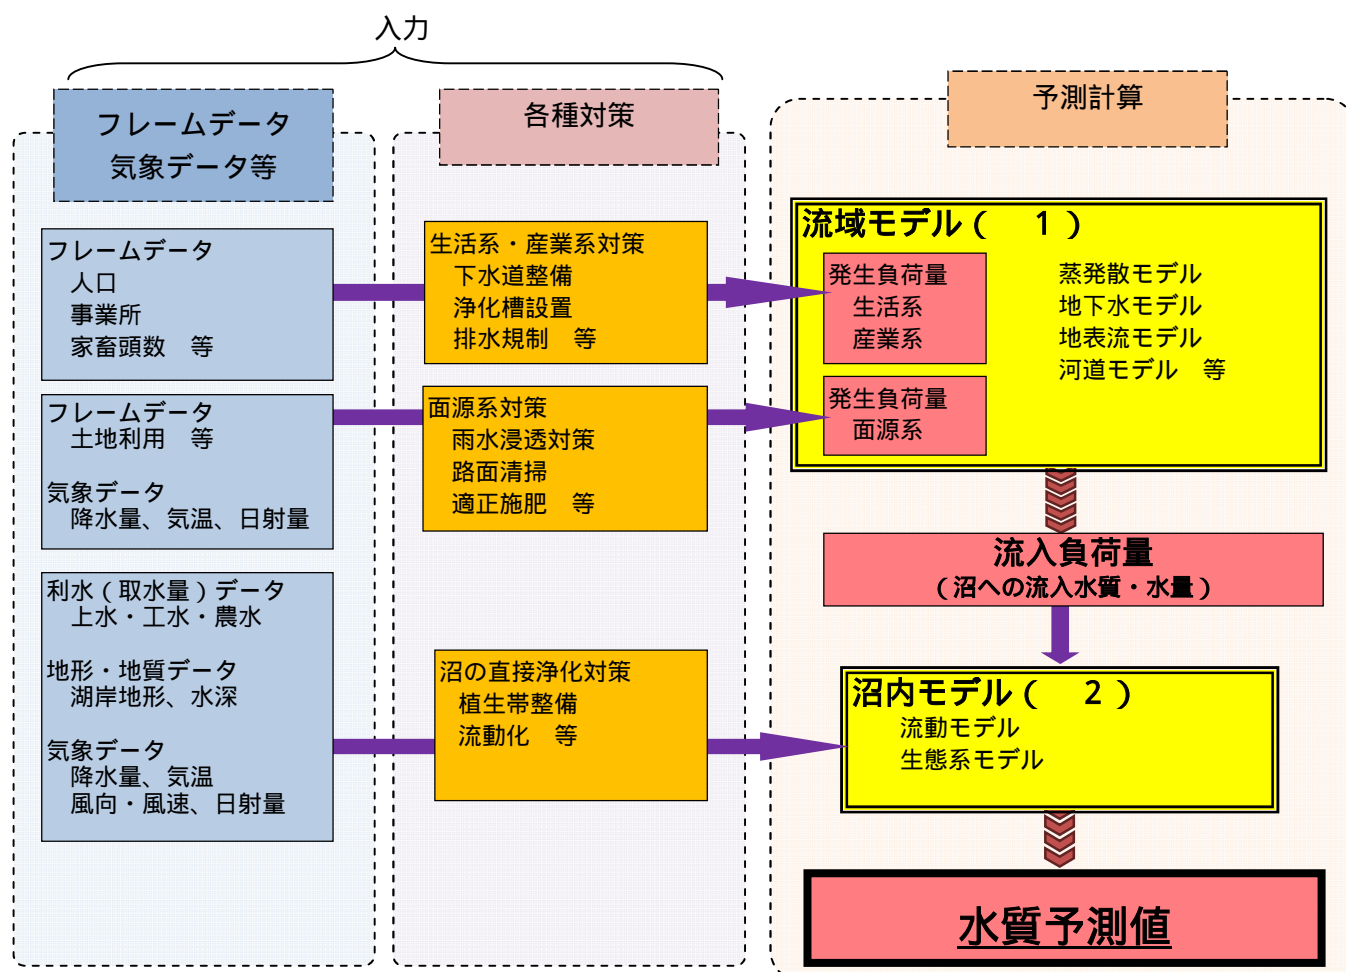 入力
フレームデータ
気象データ等
フレームデータ
人口
事業所
家畜頭数　等
フレームデータ
土地利用　等
気象データ
降水量、気温、日射量
利水（取水量）データ
上水・工水・農水
地形・地質データ
湖岸地形、水深
気象データ
降水量、気温
風向・風速、日射量
各種対策
生活系・産業系対策
下水道整備
浄化槽設置
排水規制　等
面源系対策
雨水浸透対策
路面清掃
適正施肥　等
沼の直接浄化対策
植生帯整備
流動化　等
予測計算
流域モデル（　１）
発生負荷量
生活系
産業系
発生負荷量
面源系
蒸発散モデル
地下水モデル
地表流モデル
河道モデル　等
流入負荷量
（沼への流入水質・水量）
沼内モデル（　２）
流動モデル
生態系モデル
水質予測値